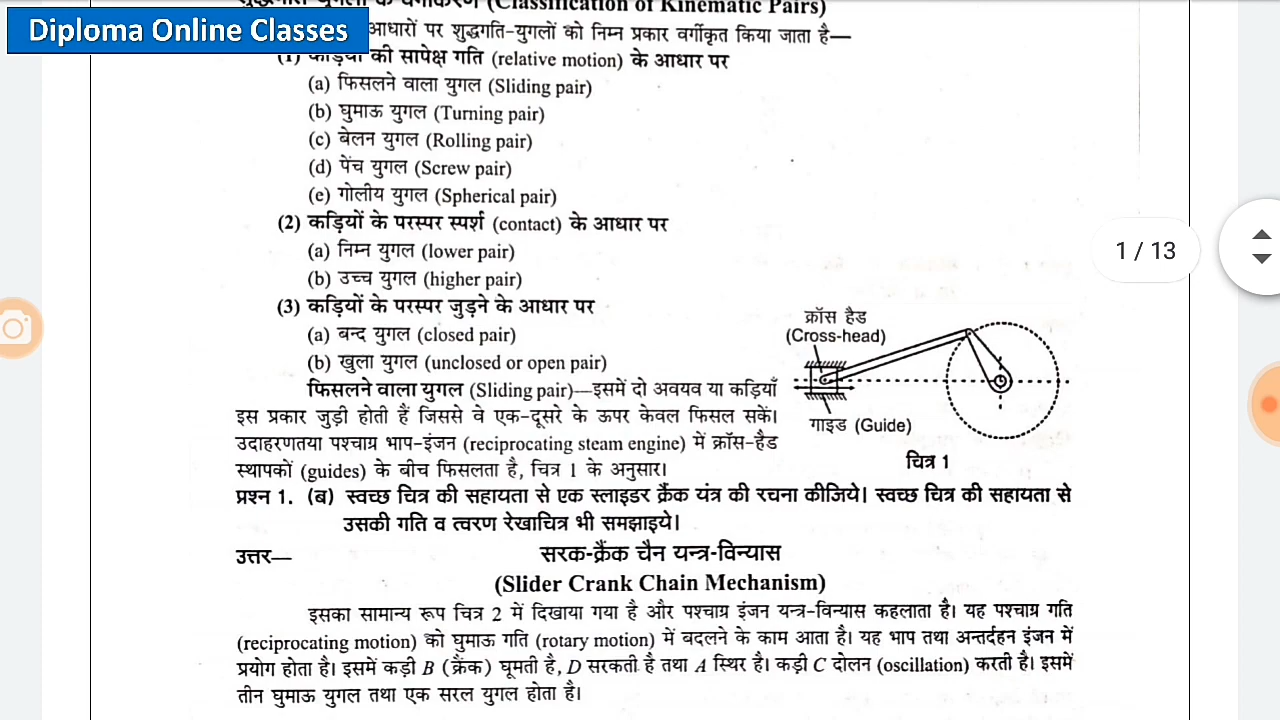 (Classification of Kinematic Pairs)
Diploma Online Classes
आधारों पर शुद्धगति-युगलों को निम्न प्रकार वर्गीकृत किया जाता है—
(1) कड़ियों की सापेक्ष गति (relative motion) के आधार पर
(a) फिसलने वाला युगल (Sliding pair)
(b) घुमाऊ युगल (Turning pair)
(c) बेलन युगल (Rolling pair)
(d) पेंच युगल (Screw pair)
(e) गोलीय युगल (Spherical pair)
(2) कड़ियों के परस्पर स्पर्श (contact) के आधार पर
(a) निम्न युगल (lower pair)
(b) उच्च युगल (higher pair)
1 / 13
(3) कड़ियों के परस्पर जुड़ने के आधार पर
(a) बन्द युगल (closed pair)
(b) खुला युगल (unclosed or open pair)
क्रॉस हैड
(Cross-head)
गाइड (Guide)
चित्र 1
फिसलने वाला युगल (Sliding pair)—इसमें दो अवयव या कड़ियाँ
इस प्रकार जुड़ी होती हैं जिससे वे एक-दूसरे के ऊपर केवल फिसल सकें।
उदाहरणतया पश्चाग्र भाप-इंजन (reciprocating steam engine) में क्रॉस-हैड
स्थापकों (guides) के बीच फिसलता है, चित्र 1 के अनुसार।
प्रश्न 1. (ब) स्वच्छ चित्र की सहायता से एक स्लाइडर क्रैंक यंत्र की रचना कीजिये। स्वच्छ चित्र की सहायता से
उसकी गति व त्वरण रेखाचित्र भी समझाइये।
उत्तर— सरक-क्रैंक चैन यन्त्र-विन्यास
(Slider Crank Chain Mechanism)
इसका सामान्य रूप चित्र 2 में दिखाया गया है और पश्चाग्र इंजन यन्त्र-विन्यास कहलाता है। यह पश्चाग्र गति
(reciprocating motion) को घुमाऊ गति (rotary motion) में बदलने के काम आता है। यह भाप तथा अन्तर्दहन इंजन में
प्रयोग होता है। इसमें कड़ी B (क्रैंक) घूमती है, D सरकती है तथा A स्थिर है। कड़ी C दोलन (oscillation) करती है। इसमें
तीन घुमाऊ युगल तथा एक सरल युगल होता है।